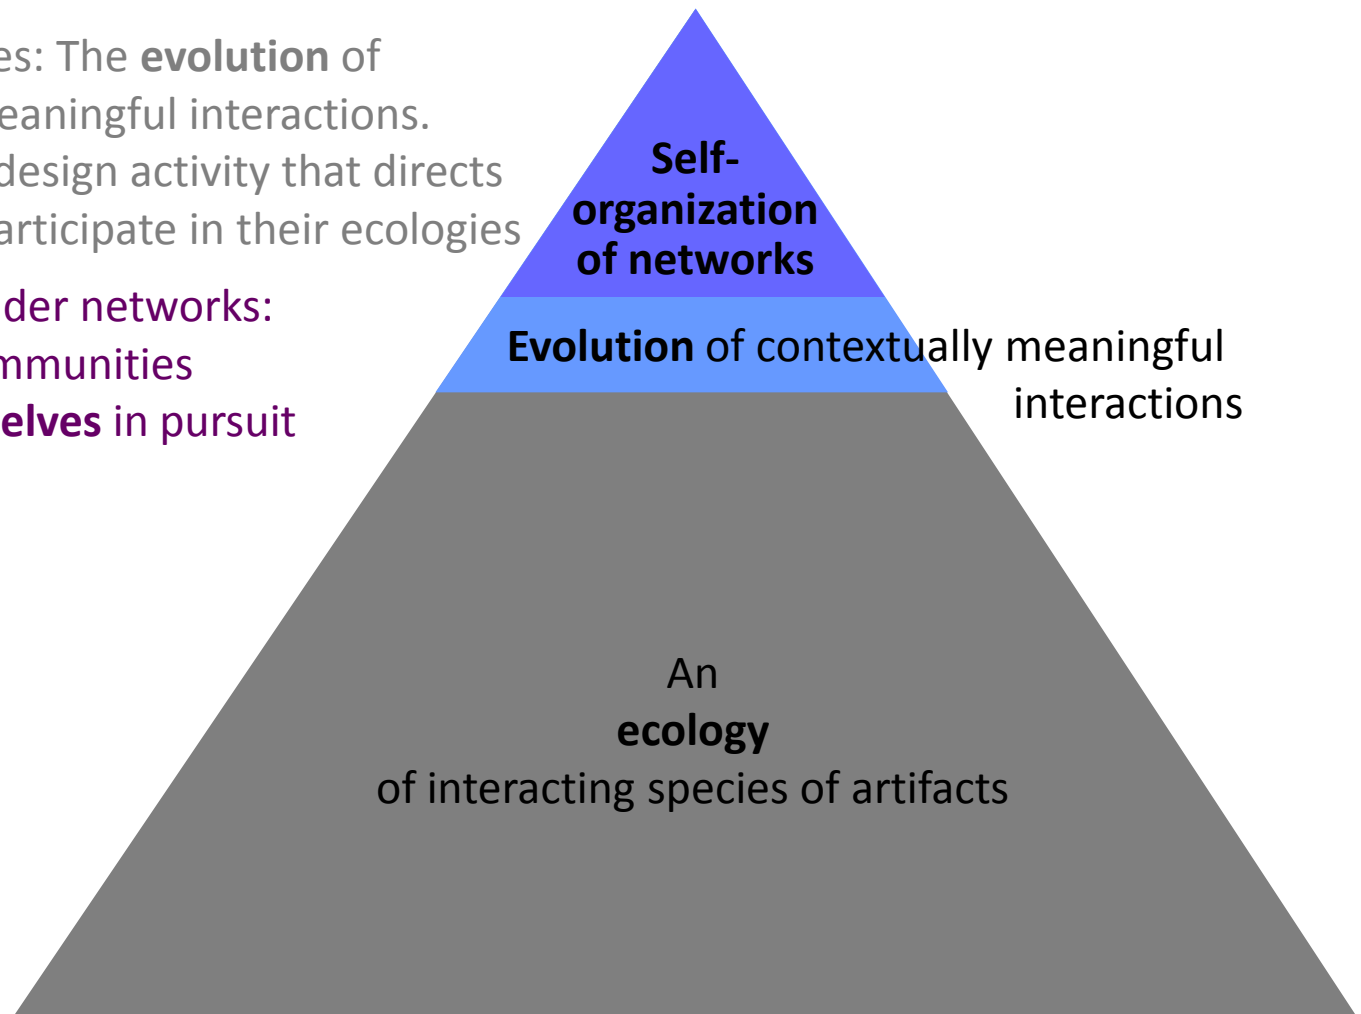 es: The evolution of
eaningful interactions.
design activity that directs
articipate in their ecologies
der networks:
mmunities
elves in pursuit
Self-
organization
of networks
Evolution of contextually meaningful
interactions
An
ecology
of interacting species of artifacts